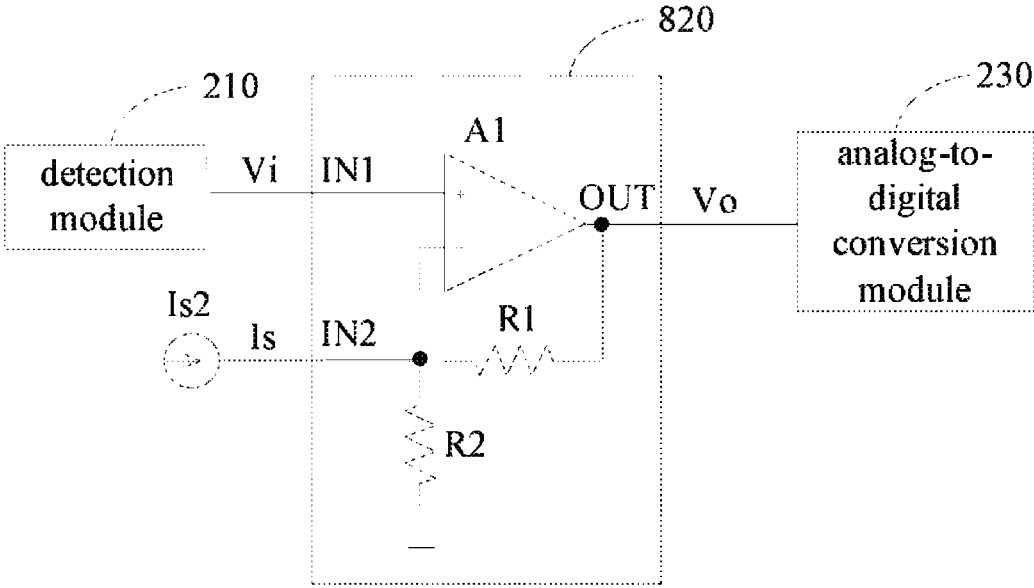 820
210
230
A1
detection
module
Vi
IN1
+
OUT
Vo
analog-to-
digital
conversion
module
Is2
Is
IN2
R1
R2